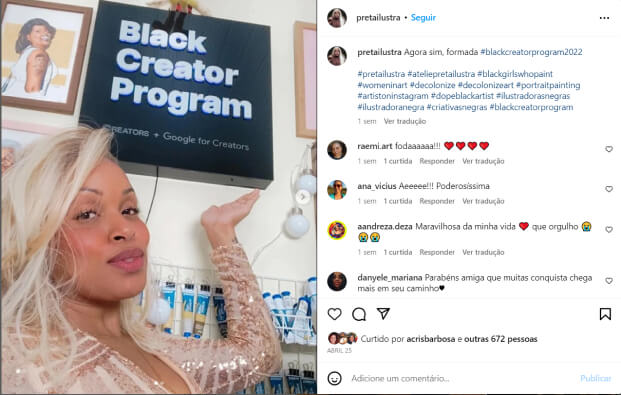 Black
Creator
Program
CREATORS + Google for Creators
pretailustra • Seguir
pretailustra Agora sim, formada #blackcreatorprogram2022
#pretailustra #ateliepretailustra #blackgirlswhopaint
#womeninart #decolonize #decolonizeart #portraitpainting
#artistoninstagram #dopeblackartist #ilustradorasnegras
#ilustradoranegra #criativasnegras #blackcreatorprogram
1 sem Ver tradução
raemi.art fodaaaaaa!!! ❤️❤️❤️❤️
1 sem 1 curtida Responder Ver tradução
ana_vicius Aeeeee!!! Poderosíssima
1 sem 1 curtida Responder Ver tradução
aandreza.deza Maravilhosa da minha vida ❤️ que orgulho 😭
😭😭
1 sem 1 curtida Responder Ver tradução
danyele_mariana Parabéns amiga que muitas conquista chega
mais em seu caminho♥
Curtido por acrisbarbosa e outras 672 pessoas
ABRIL 25
Adicione um comentário...
Publicar